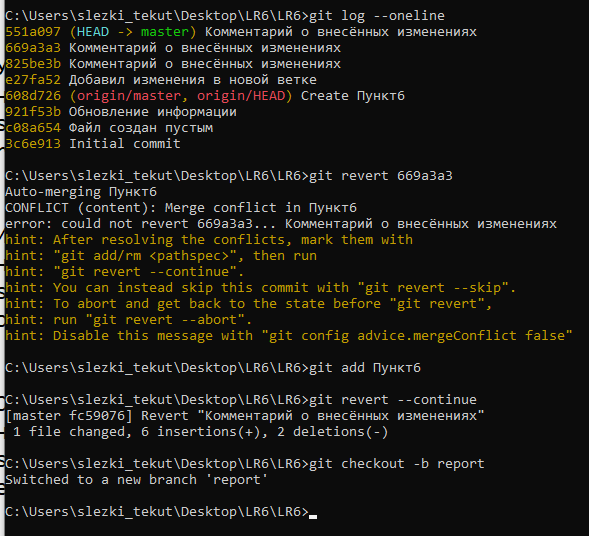 C:\Users\slezki_tekut\Desktop\LR6\LR6>git log --oneline
551a097 (HEAD -> master) Комментарий о внесённых изменениях
669a3a3 Комментарий о внесённых изменениях
825be3b Комментарий о внесённых изменениях
e27fa52 Добавил изменения в новой ветке
608d726 (origin/master, origin/HEAD) Create Пункт6
921f53b Обновление информации
c08a654 Файл создан пустым
3c6e913 Initial commit
C:\Users\slezki_tekut\Desktop\LR6\LR6>git revert 669a3a3
Auto-merging Пункт6
CONFLICT (content): Merge conflict in Пункт6
error: could not revert 669a3a3... Комментарий о внесённых изменениях
hint: After resolving the conflicts, mark them with
hint: "git add/rm <pathspec>", then run
hint: "git revert --continue".
hint: You can instead skip this commit with "git revert --skip".
hint: To abort and get back to the state before "git revert",
hint: run "git revert --abort".
hint: Disable this message with "git config advice.mergeConflict false"
C:\Users\slezki_tekut\Desktop\LR6\LR6>git add Пункт6
C:\Users\slezki_tekut\Desktop\LR6\LR6>git revert --continue
[master fc59076] Revert "Комментарий о внесённых изменениях"
1 file changed, 6 insertions(+), 2 deletions(-)
C:\Users\slezki_tekut\Desktop\LR6\LR6>git checkout -b report
Switched to a new branch 'report'
C:\Users\slezki_tekut\Desktop\LR6\LR6>